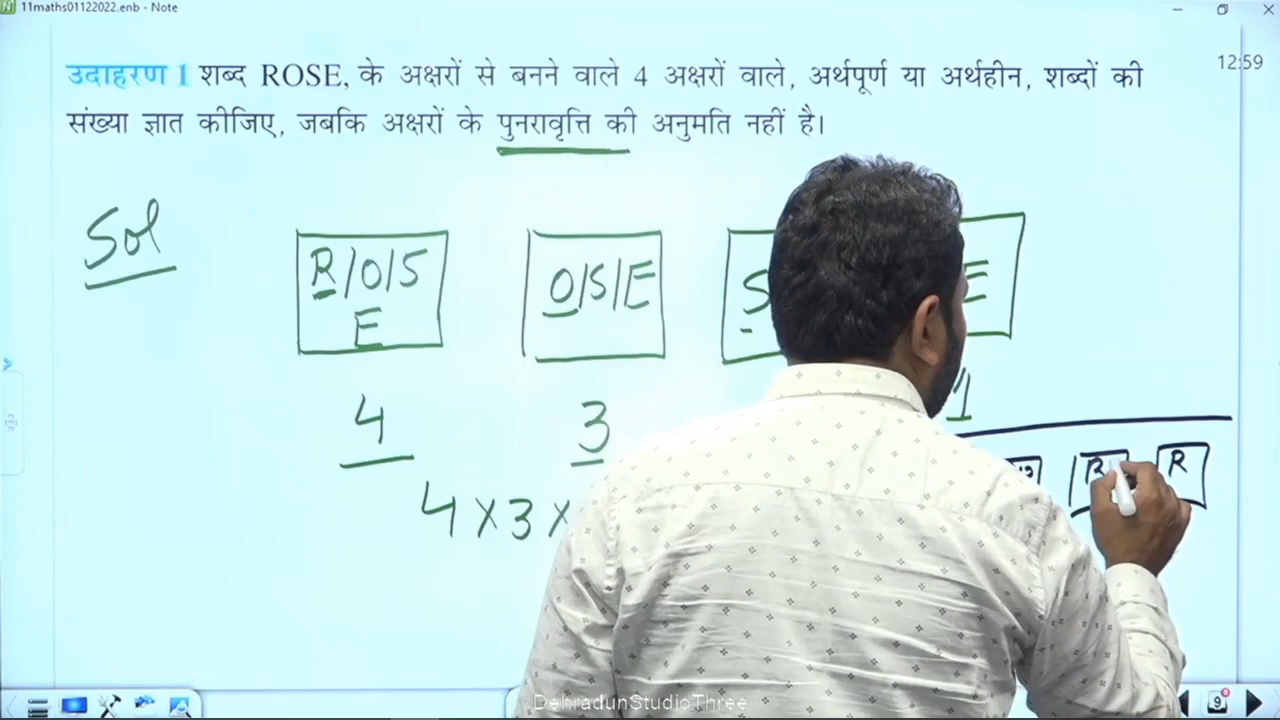 11maths01122022.enb - Note
12:59
उदाहरण 1 शब्द ROSE, के अक्षरों से बनने वाले 4 अक्षरों वाले, अर्थपूर्ण या अर्थहीन, शब्दों की
संख्या ज्ञात कीजिए, जबकि अक्षरों के पुनरावृत्ति की अनुमति नहीं है।
Sol
R/O/S O/S/E S E
E
4 3 1
R R
4×3×
9
DehradunStudioThree